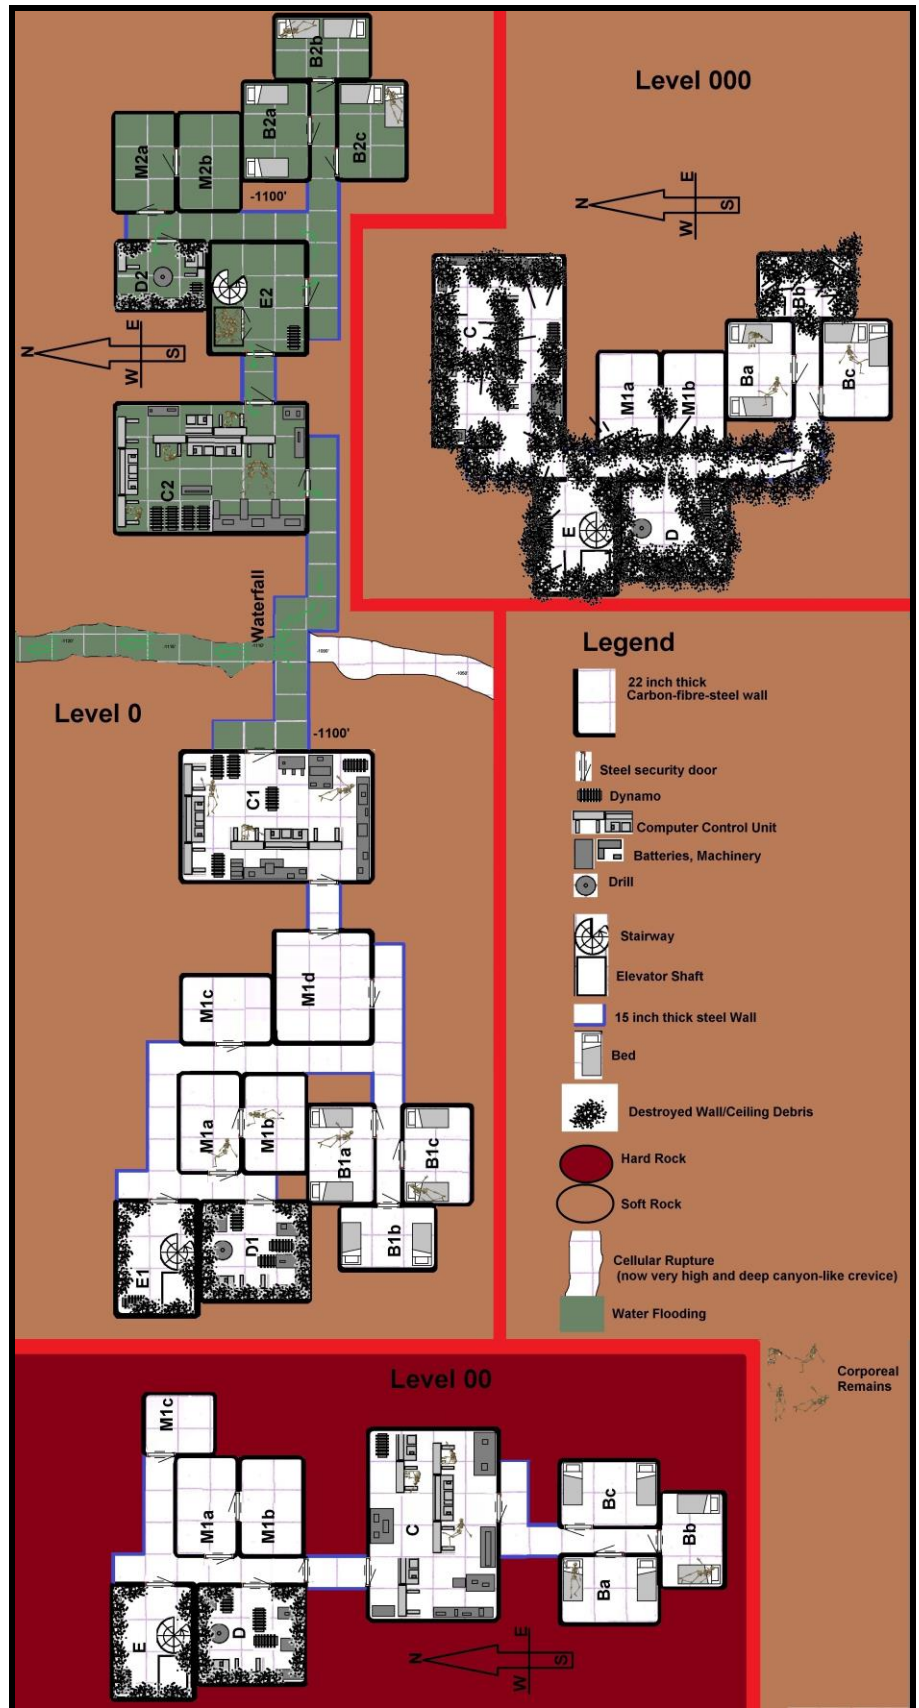 B2b
B2a
B2c
M2a
M2b
-1100'
D2
E2
N
E
W
S
C2
Waterfall
Level 0
-1100'
C1
M1d
M1c
M1a
M1b
B1a
B1c
B1b
E1
D1
Level 000
N
E
W
S
C
Bb
Ba
Bc
M1a
M1b
E
D
Legend
22 inch thick
Carbon-fibre-steel wall
Steel security door
Dynamo
Computer Control Unit
Batteries, Machinery
Drill
Stairway
Elevator Shaft
15 inch thick steel Wall
Bed
Destroyed Wall/Ceiling Debris
Hard Rock
Soft Rock
Cellular Rupture
(now very high and deep canyon-like crevice)
Water Flooding
Corporeal
Remains
Level 00
M1c
M1a
M1b
C
Bc
Bb
Ba
E
D
N
E
W
S